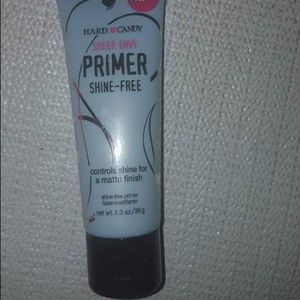 HARD CANDY
SHEER ENVY
PRIMER
SHINE-FREE
controls shine for
a matte finish
shine-free primer
base matifiante
net wt. 1.3 oz/36g